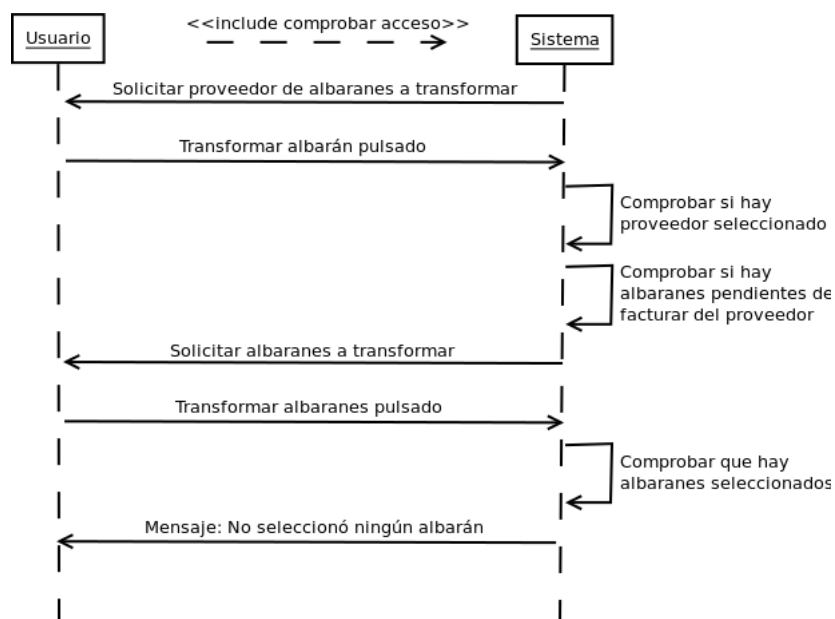 <<include comprobar acceso>>
Usuario
Sistema
Solicitar proveedor de albaranes a transformar
Transformar albarán pulsado
Comprobar si hay
proveedor seleccionado
Comprobar si hay
albaranes pendientes de
facturar del proveedor
Solicitar albaranes a transformar
Transformar albaranes pulsado
Comprobar que hay
albaranes seleccionados
Mensaje: No seleccionó ningún albarán